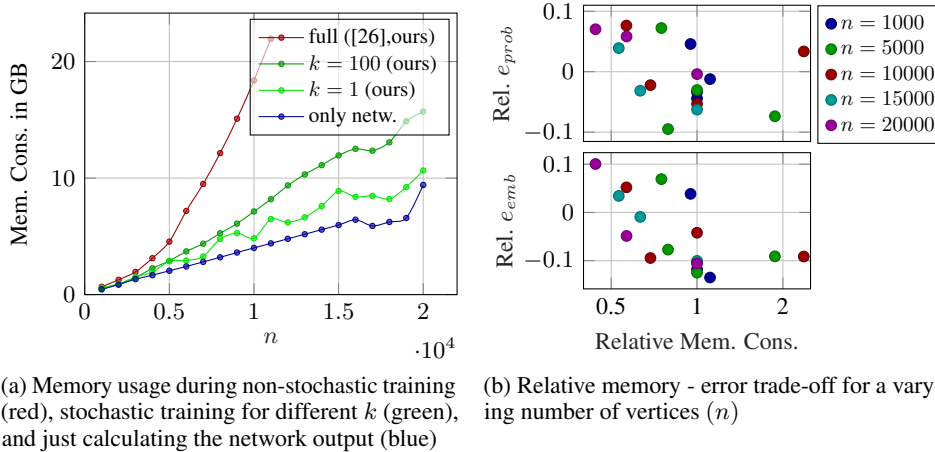 20
10
0
Mem. Cons. in GB
full ([26],ours)
k = 100 (ours)
k = 1 (ours)
only netw.
0 0.5 1 1.5 2
n
·10⁴
0.1
0
−0.1
Rel. e_prob
0.1
0
−0.1
Rel. e_emb
0.5 1 2
Relative Mem. Cons.
n = 1000
n = 5000
n = 10000
n = 15000
n = 20000
(a) Memory usage during non-stochastic training
(red), stochastic training for different k (green),
and just calculating the network output (blue)
(b) Relative memory - error trade-off for a vary-
ing number of vertices (n)